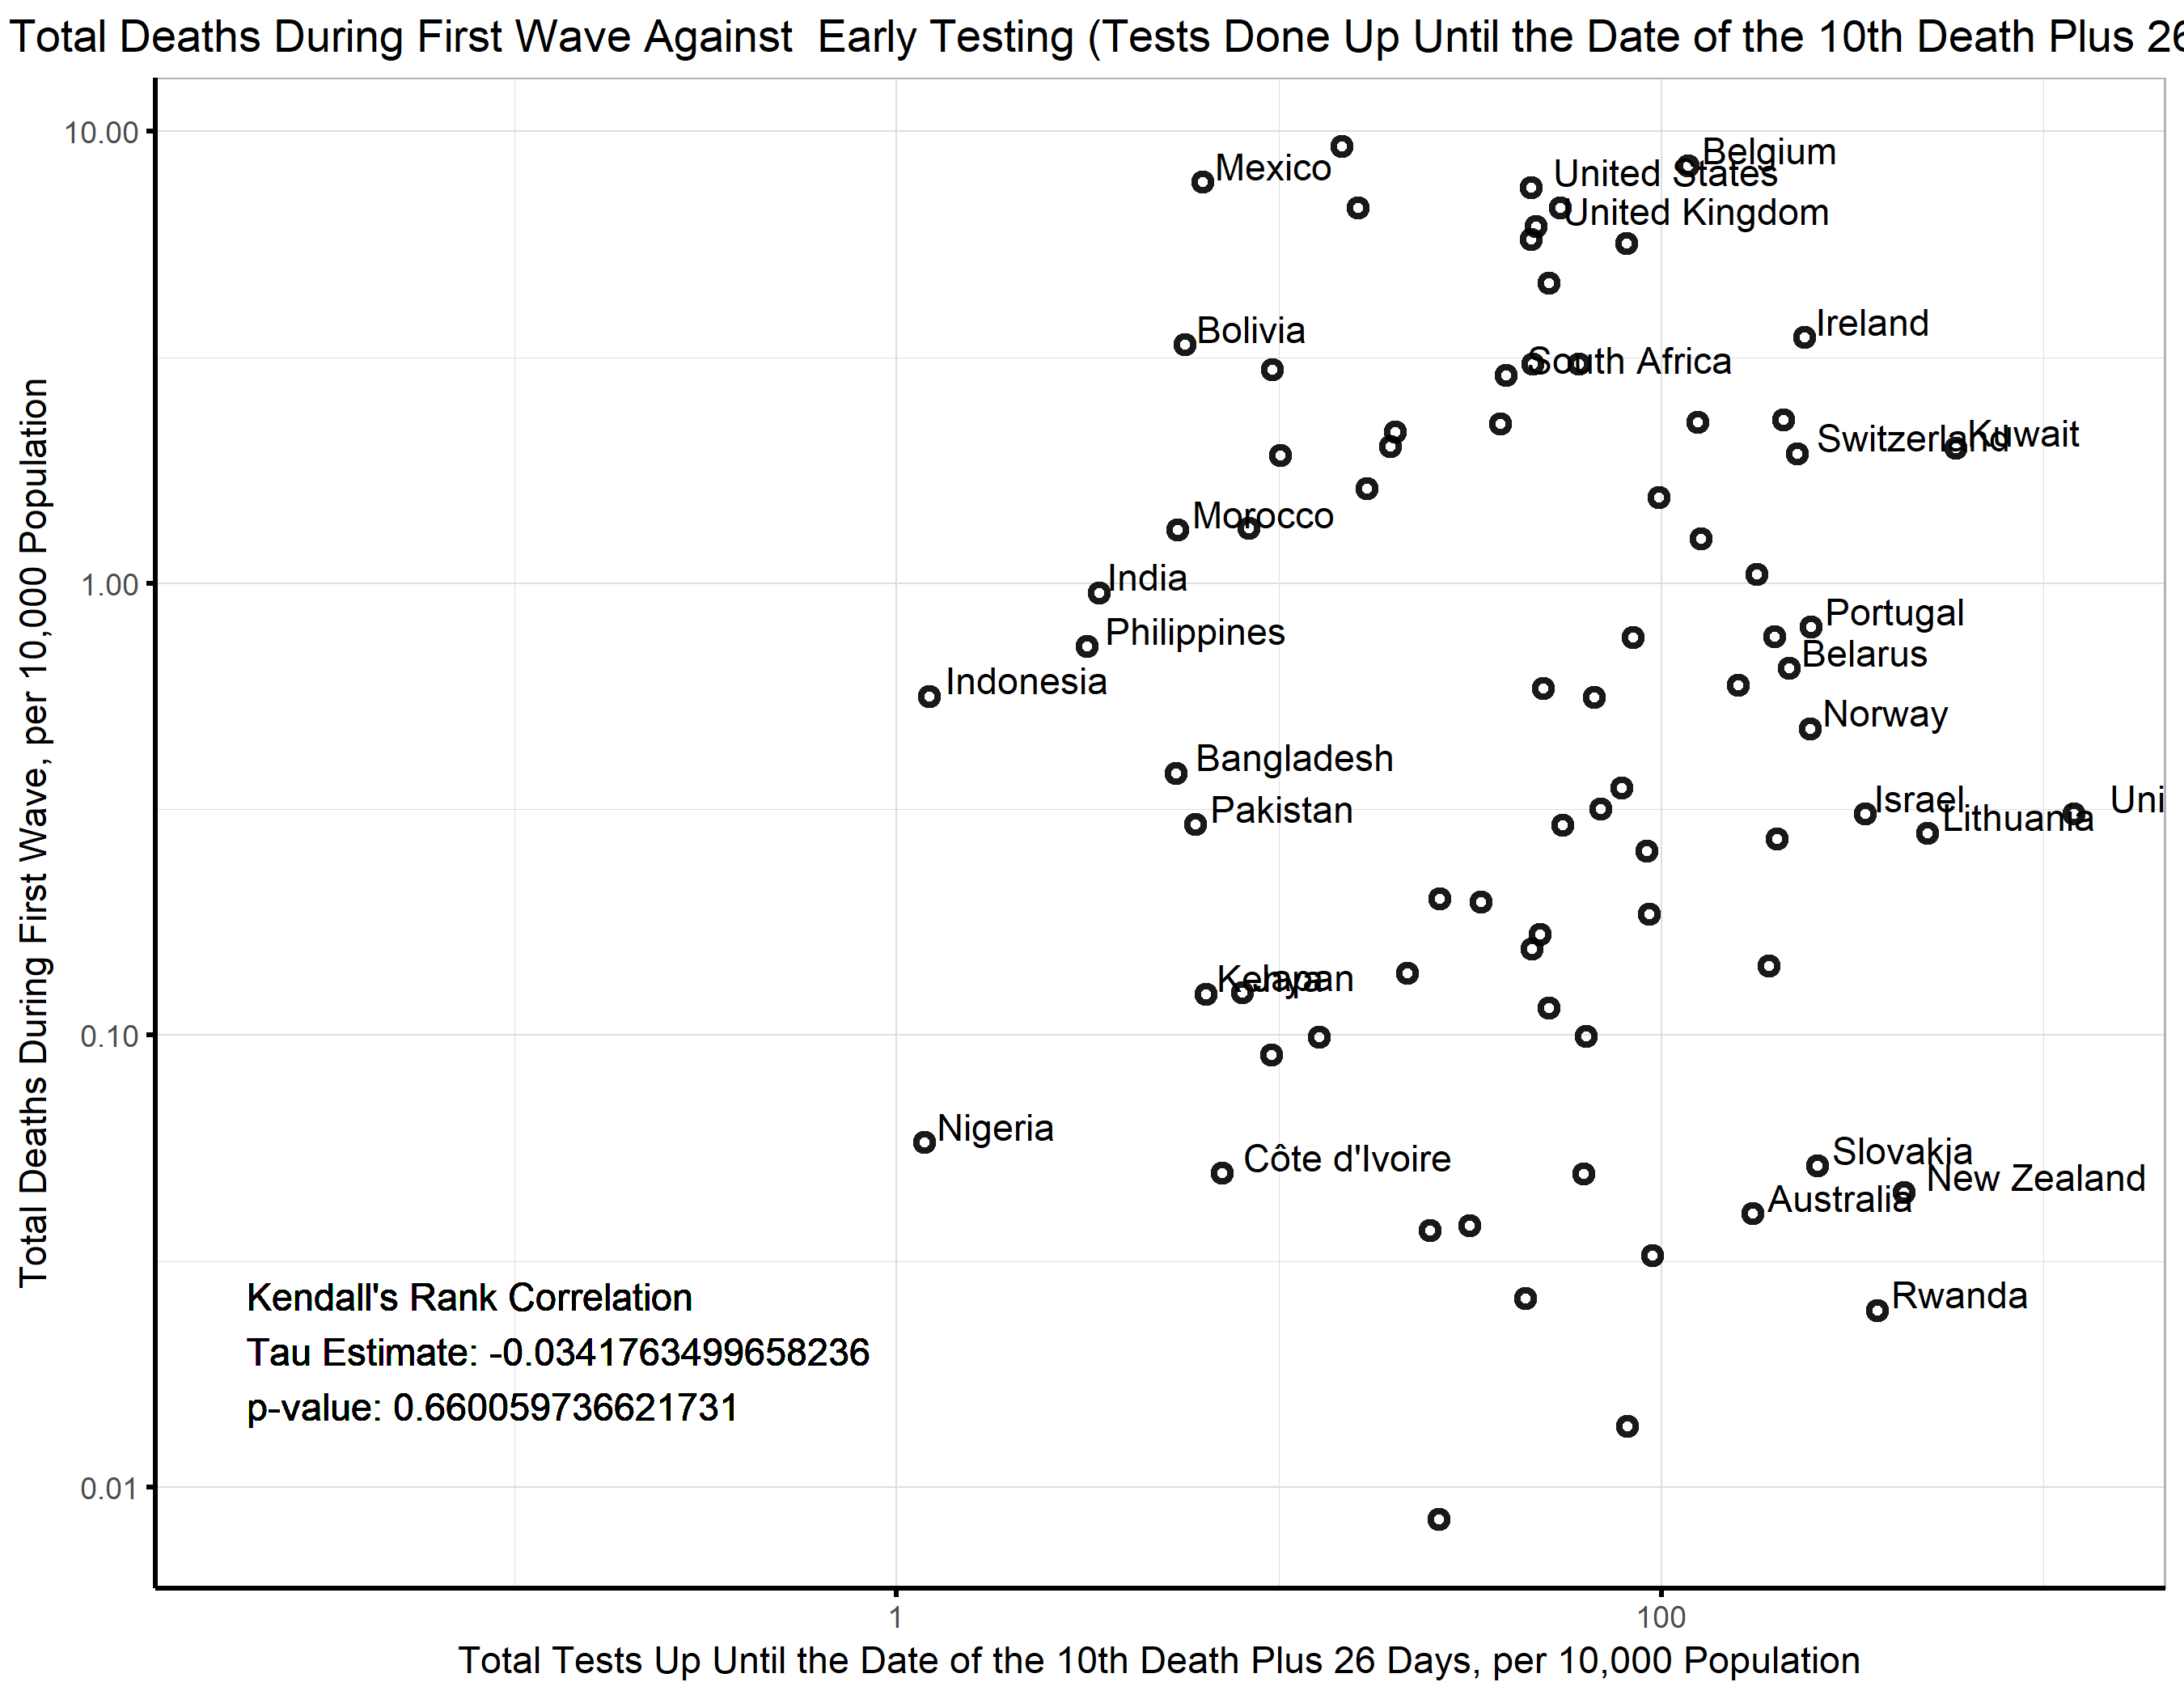 Total Deaths During First Wave Against  Early Testing (Tests Done Up Until the Date of the 10th Death Plus 26
Total Deaths During First Wave, per 10,000 Population
10.00
1.00
0.10
0.01
Belgium
Mexico
United States
United Kingdom
Ireland
Bolivia
South Africa
Switzerland
Kuwait
Morocco
India
Portugal
Philippines
Belarus
Indonesia
Norway
Bangladesh
Israel
Uni
Pakistan
Lithuania
Kenya
Japan
Nigeria
Côte d'Ivoire
Slovakia
New Zealand
Australia
Rwanda
Kendall's Rank Correlation
Tau Estimate: -0.0341763499658236
p-value: 0.660059736621731
1
100
Total Tests Up Until the Date of the 10th Death Plus 26 Days, per 10,000 Population